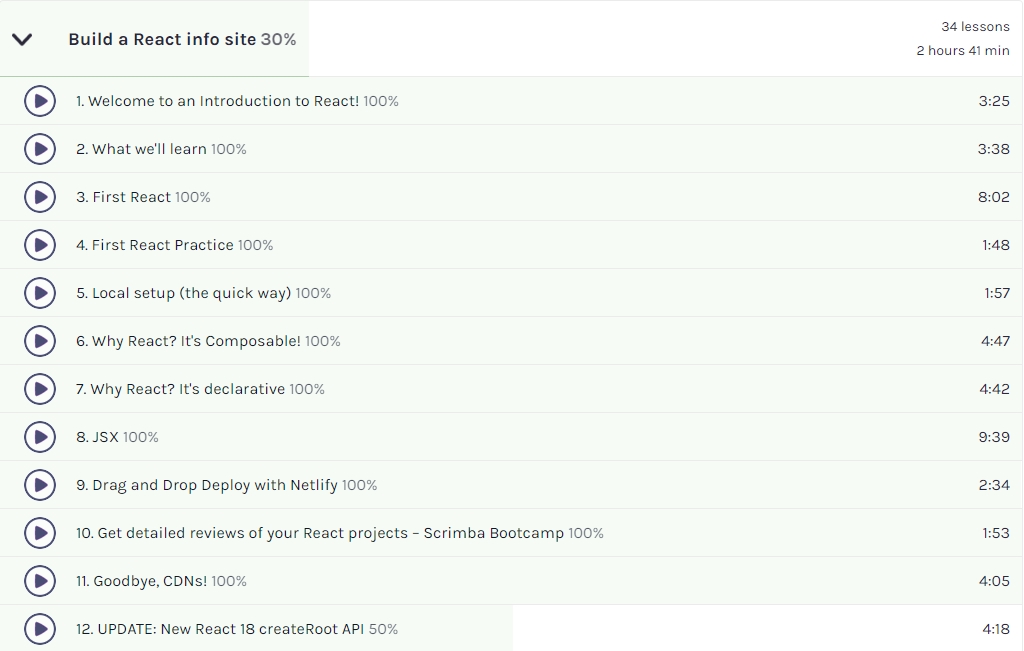 Build a React info site 30%
34 lessons
2 hours 41 min
1. Welcome to an Introduction to React! 100% 3:25
2. What we'll learn 100% 3:38
3. First React 100% 8:02
4. First React Practice 100% 1:48
5. Local setup (the quick way) 100% 1:57
6. Why React? It's Composable! 100% 4:47
7. Why React? It's declarative 100% 4:42
8. JSX 100% 9:39
9. Drag and Drop Deploy with Netlify 100% 2:34
10. Get detailed reviews of your React projects – Scrimba Bootcamp 100% 1:53
11. Goodbye, CDNs! 100% 4:05
12. UPDATE: New React 18 createRoot API 50% 4:18